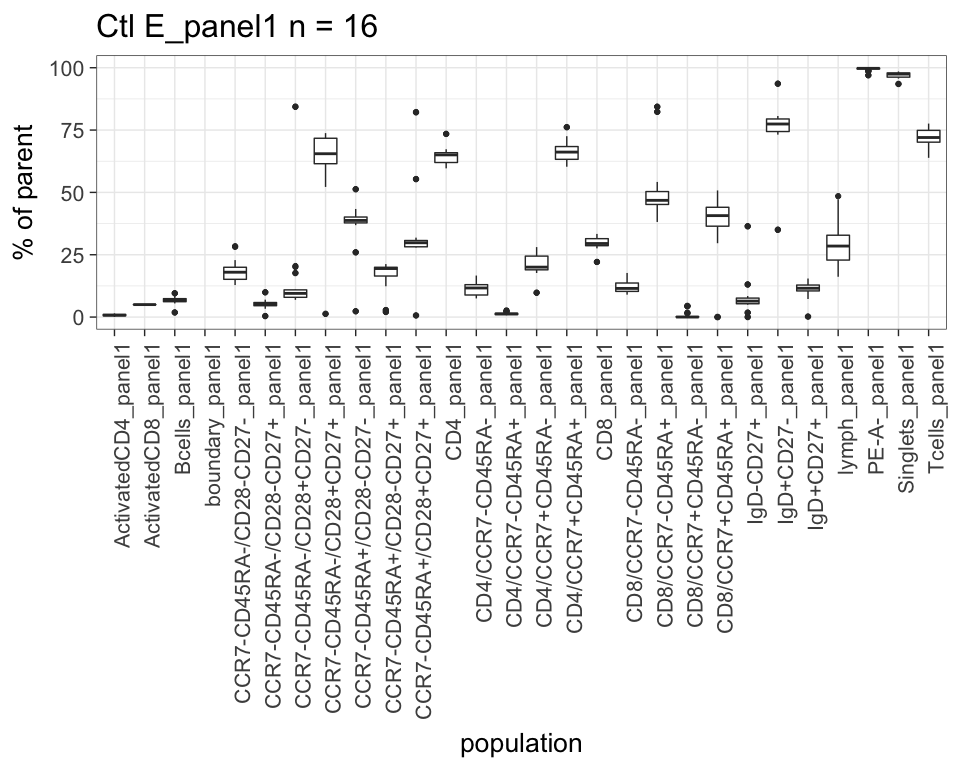 Ctl E_panel1 n = 16
% of parent
100
75
50
25
0
ActivatedCD4_panel1
ActivatedCD8_panel1
Bcells_panel1
boundary_panel1
CCR7-CD45RA-/CD28-CD27-_panel1
CCR7-CD45RA-/CD28-CD27+_panel1
CCR7-CD45RA-/CD28+CD27-_panel1
CCR7-CD45RA-/CD28+CD27+_panel1
CCR7-CD45RA+/CD28-CD27-_panel1
CCR7-CD45RA+/CD28-CD27+_panel1
CCR7-CD45RA+/CD28+CD27+_panel1
CD4_panel1
CD4/CCR7-CD45RA-_panel1
CD4/CCR7-CD45RA+_panel1
CD4/CCR7+CD45RA-_panel1
CD4/CCR7+CD45RA+_panel1
CD8_panel1
CD8/CCR7-CD45RA-_panel1
CD8/CCR7-CD45RA+_panel1
CD8/CCR7+CD45RA-_panel1
CD8/CCR7+CD45RA+_panel1
IgD-CD27+_panel1
IgD+CD27-_panel1
IgD+CD27+_panel1
lymph_panel1
PE-A-_panel1
Singlets_panel1
Tcells_panel1
population